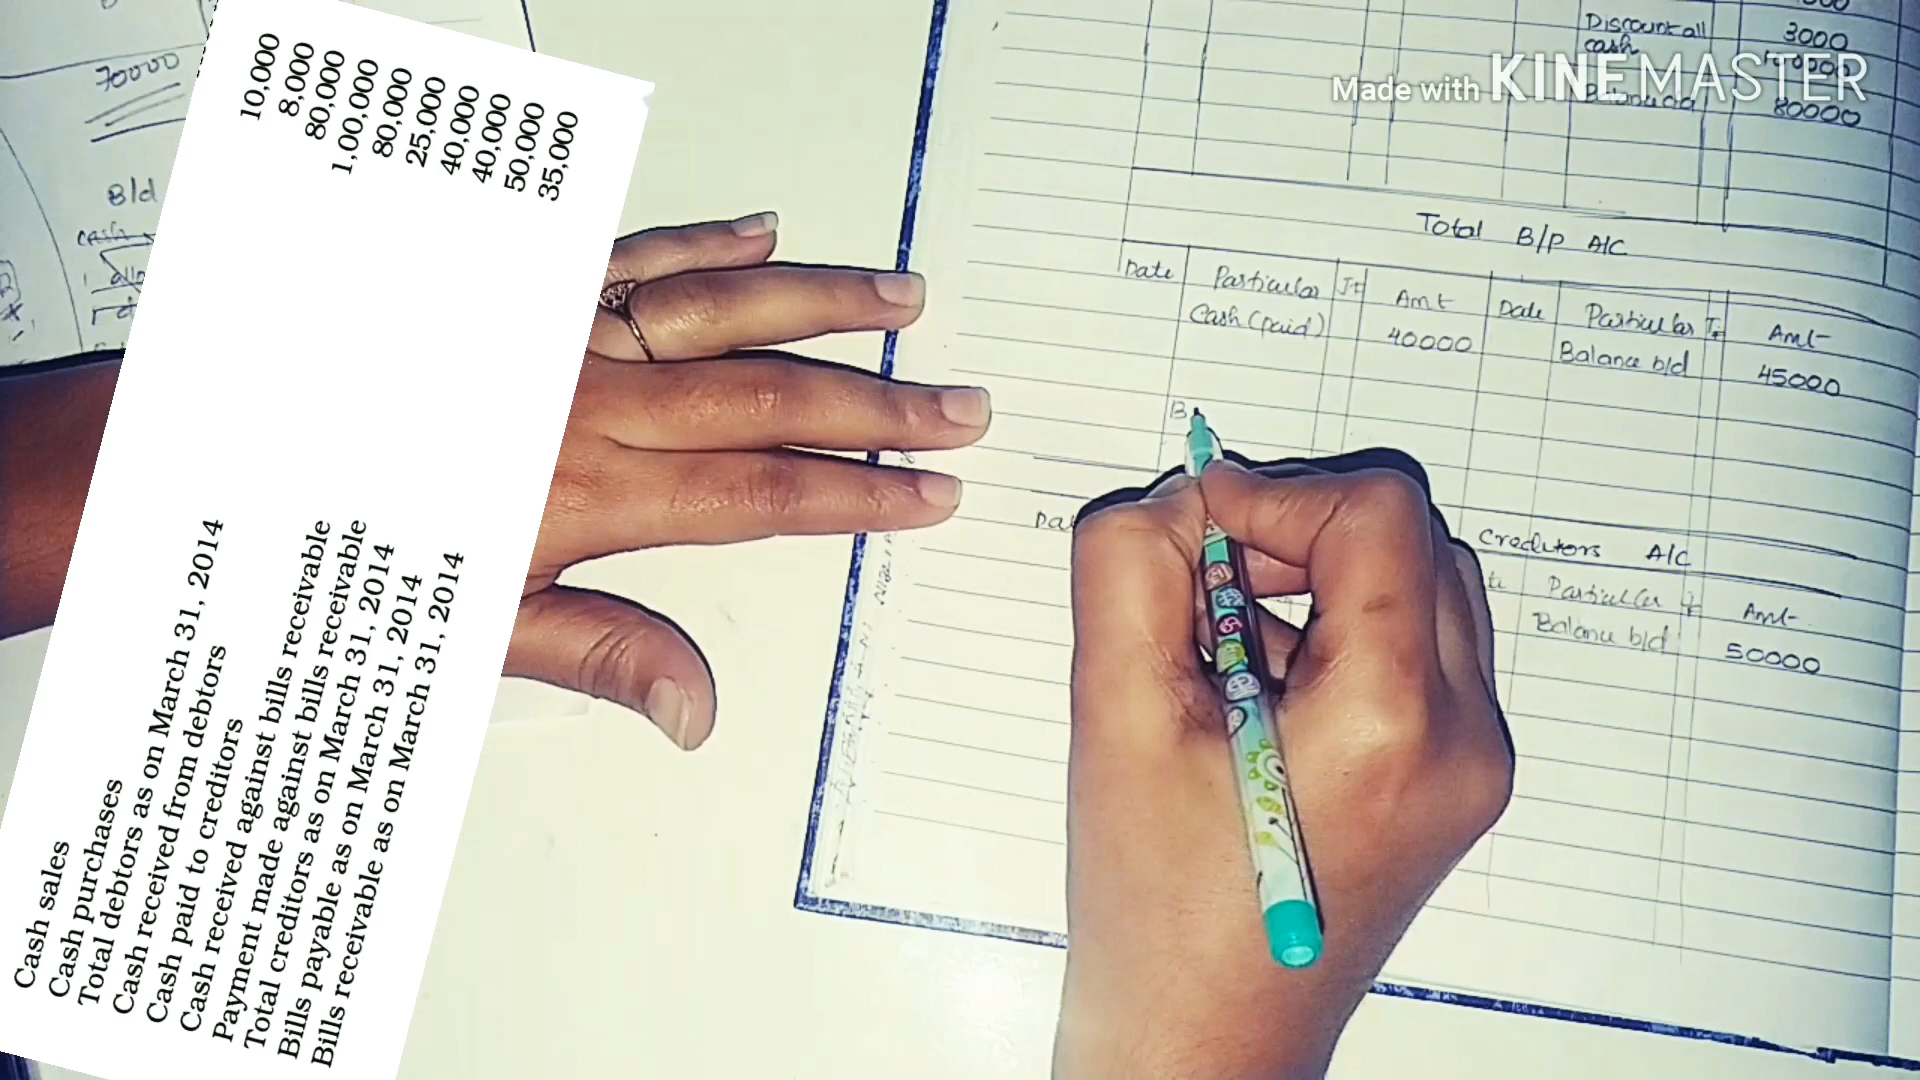 Cash sales 10,000
Cash purchases 8,000
Total debtors as on March 31, 2014 80,000
Cash received from debtors 1,00,000
Cash paid to creditors 80,000
Cash received against bills receivable 25,000
Payment made against bills receivable 40,000
Total creditors as on March 31, 2014 40,000
Bills payable as on March 31, 2014 50,000
Bills receivable as on March 31, 2014 35,000
70000
B/d
cash
Made with KINEMASTER
Discount all 3000
cash
80000
Total B/P A/C
Date Particular J.f Amt Date Particular J.f Amt
Cash (paid) 40000 Balance b/d 45000
B
Creditors A/C
Particular Amt
Balance b/d 50000